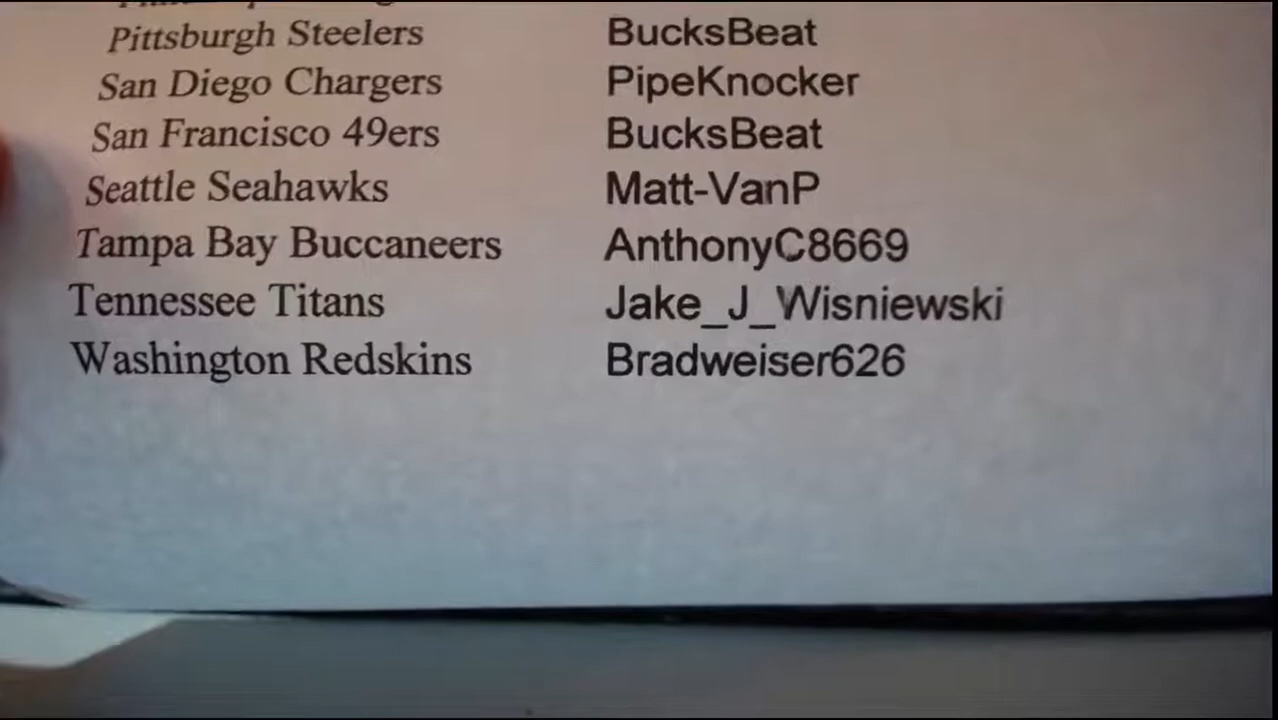 Pittsburgh Steelers BucksBeat
San Diego Chargers PipeKnocker
San Francisco 49ers BucksBeat
Seattle Seahawks Matt-VanP
Tampa Bay Buccaneers AnthonyC8669
Tennessee Titans Jake_J_Wisniewski
Washington Redskins Bradweiser626